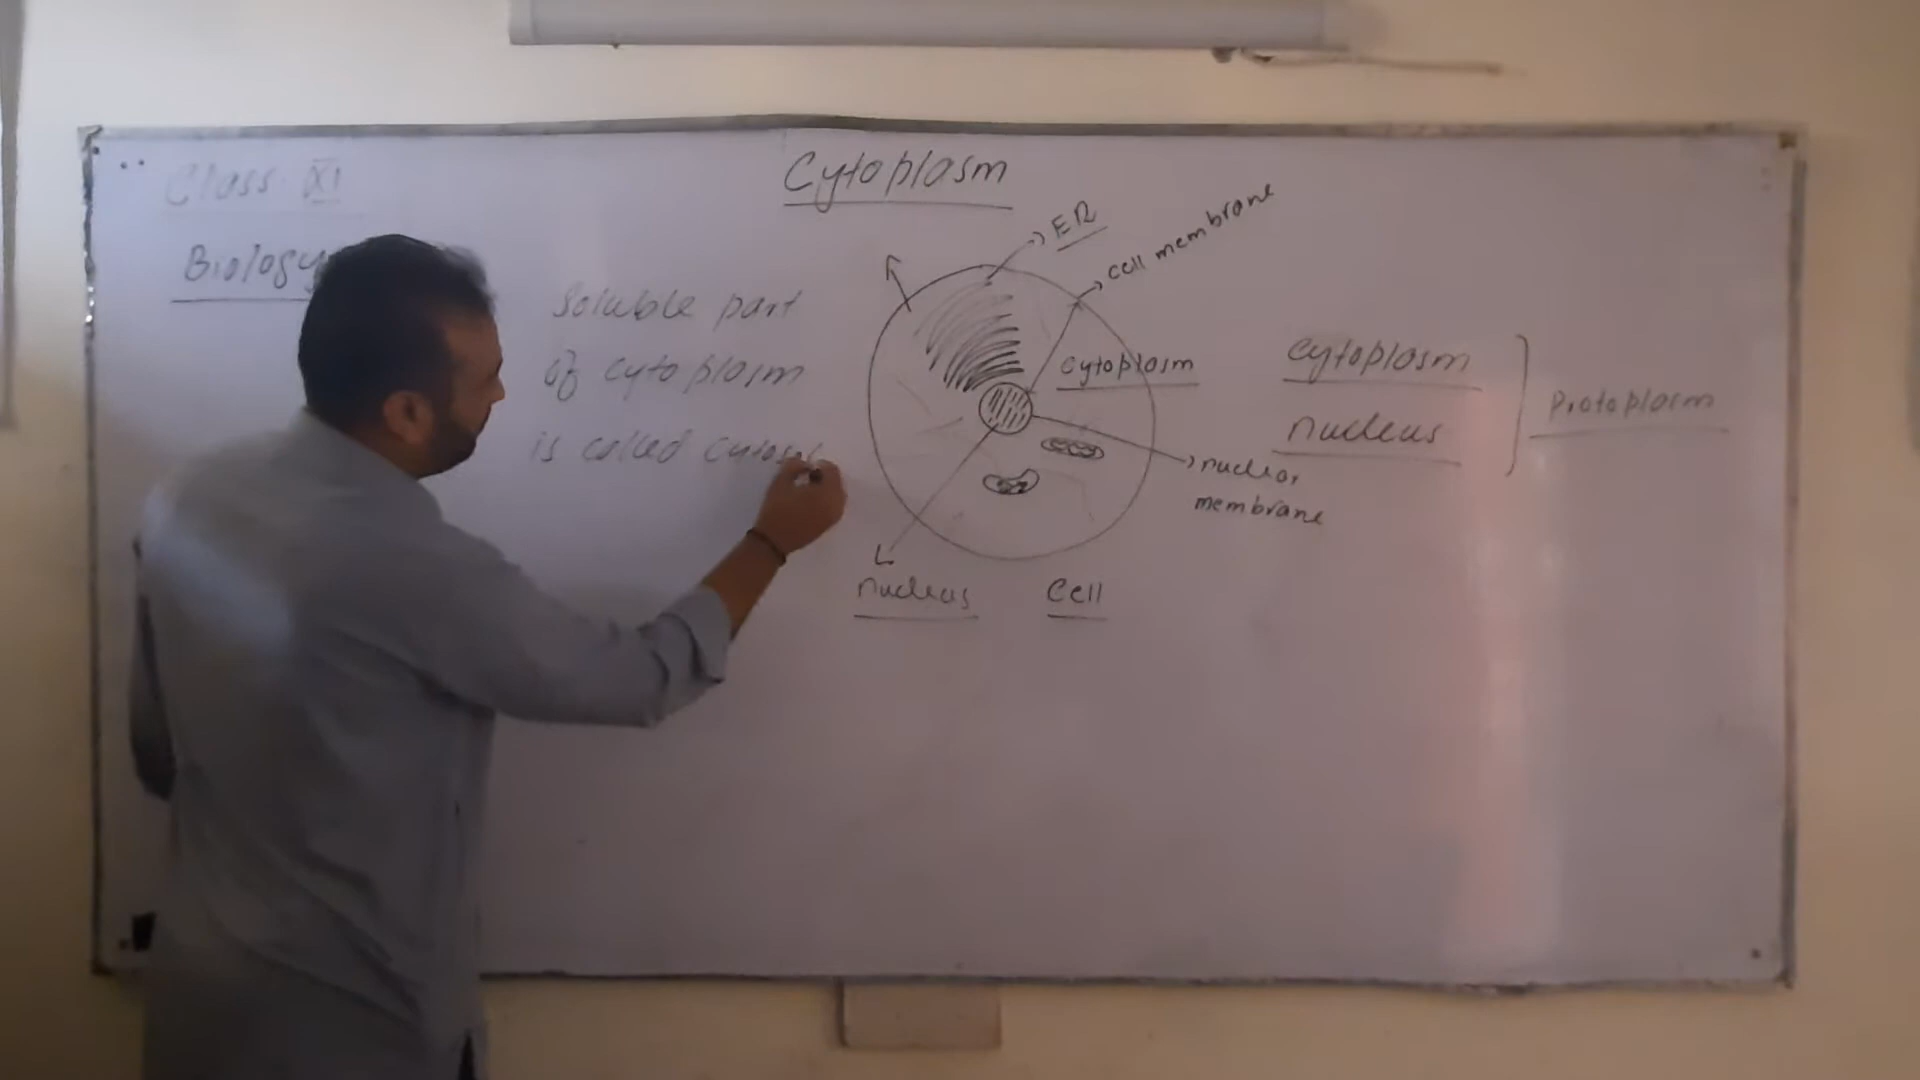 Class XI
Biology
Cytoplasm
Soluble part
of cytoplasm
is called cytosol
ER
cell membrane
cytoplasm
nuclear
membrane
nucleus
Cell
cytoplasm
nucleus
Protoplasm